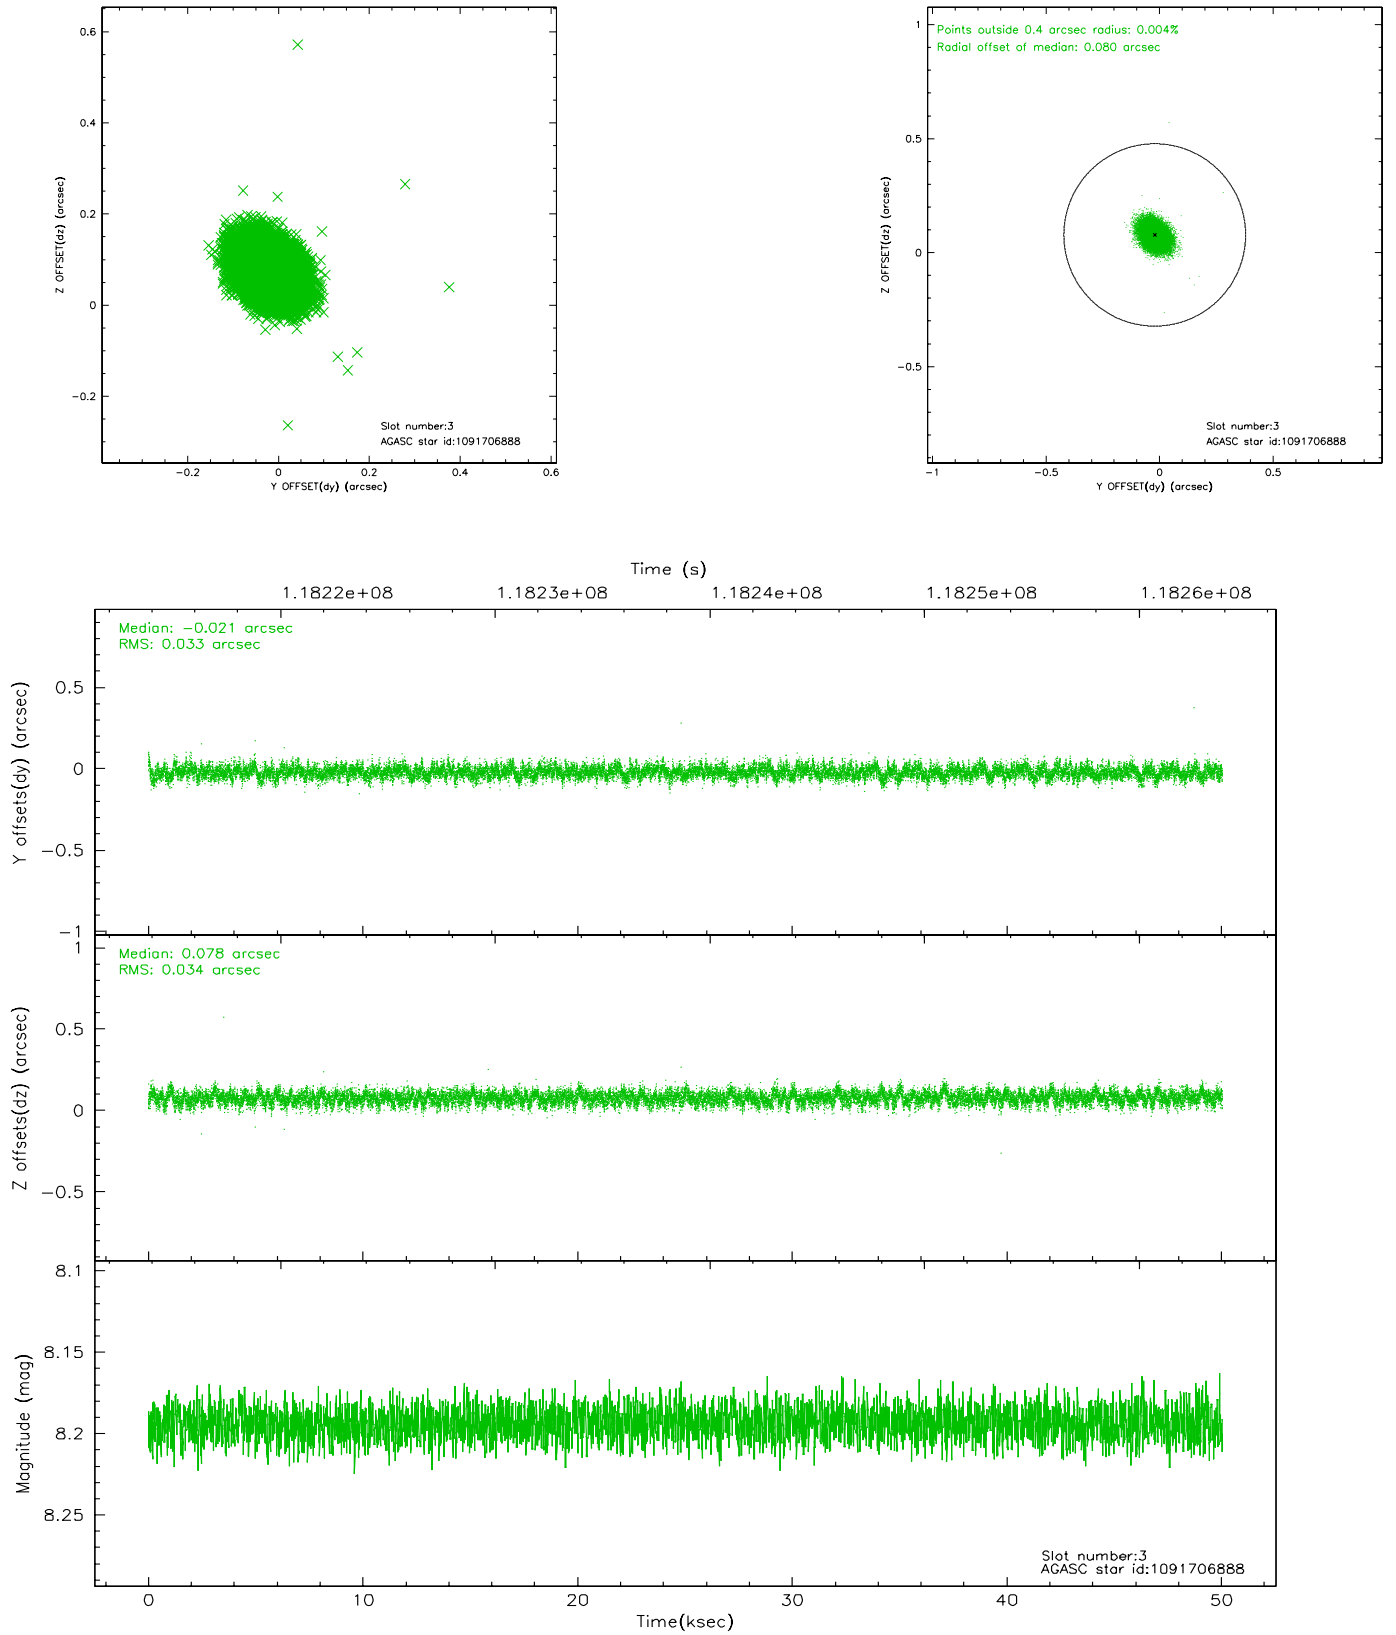 0.6
0.4
0.2
0
−0.2
Z OFFSET(dz) (arcsec)
−0.2 0 0.2 0.4 0.6
Y OFFSET(dy) (arcsec)
Slot number:3
AGASC star id:1091706888
Points outside 0.4 arcsec radius: 0.004%
Radial offset of median: 0.080 arcsec
1
0.5
0
−0.5
Z OFFSET(dz) (arcsec)
−1 −0.5 0 0.5
Y OFFSET(dy) (arcsec)
Slot number:3
AGASC star id:1091706888
Time (s)
1.1822e+08 1.1823e+08 1.1824e+08 1.1825e+08 1.1826e+08
Median: −0.021 arcsec
RMS: 0.033 arcsec
0.5
0
−0.5
−1
Y offsets(dy) (arcsec)
Median: 0.078 arcsec
RMS: 0.034 arcsec
1
0.5
0
−0.5
Z offsets(dz) (arcsec)
8.1
8.15
8.2
8.25
Magnitude (mag)
Slot number:3
AGASC star id:1091706888
0 10 20 30 40 50
Time(ksec)